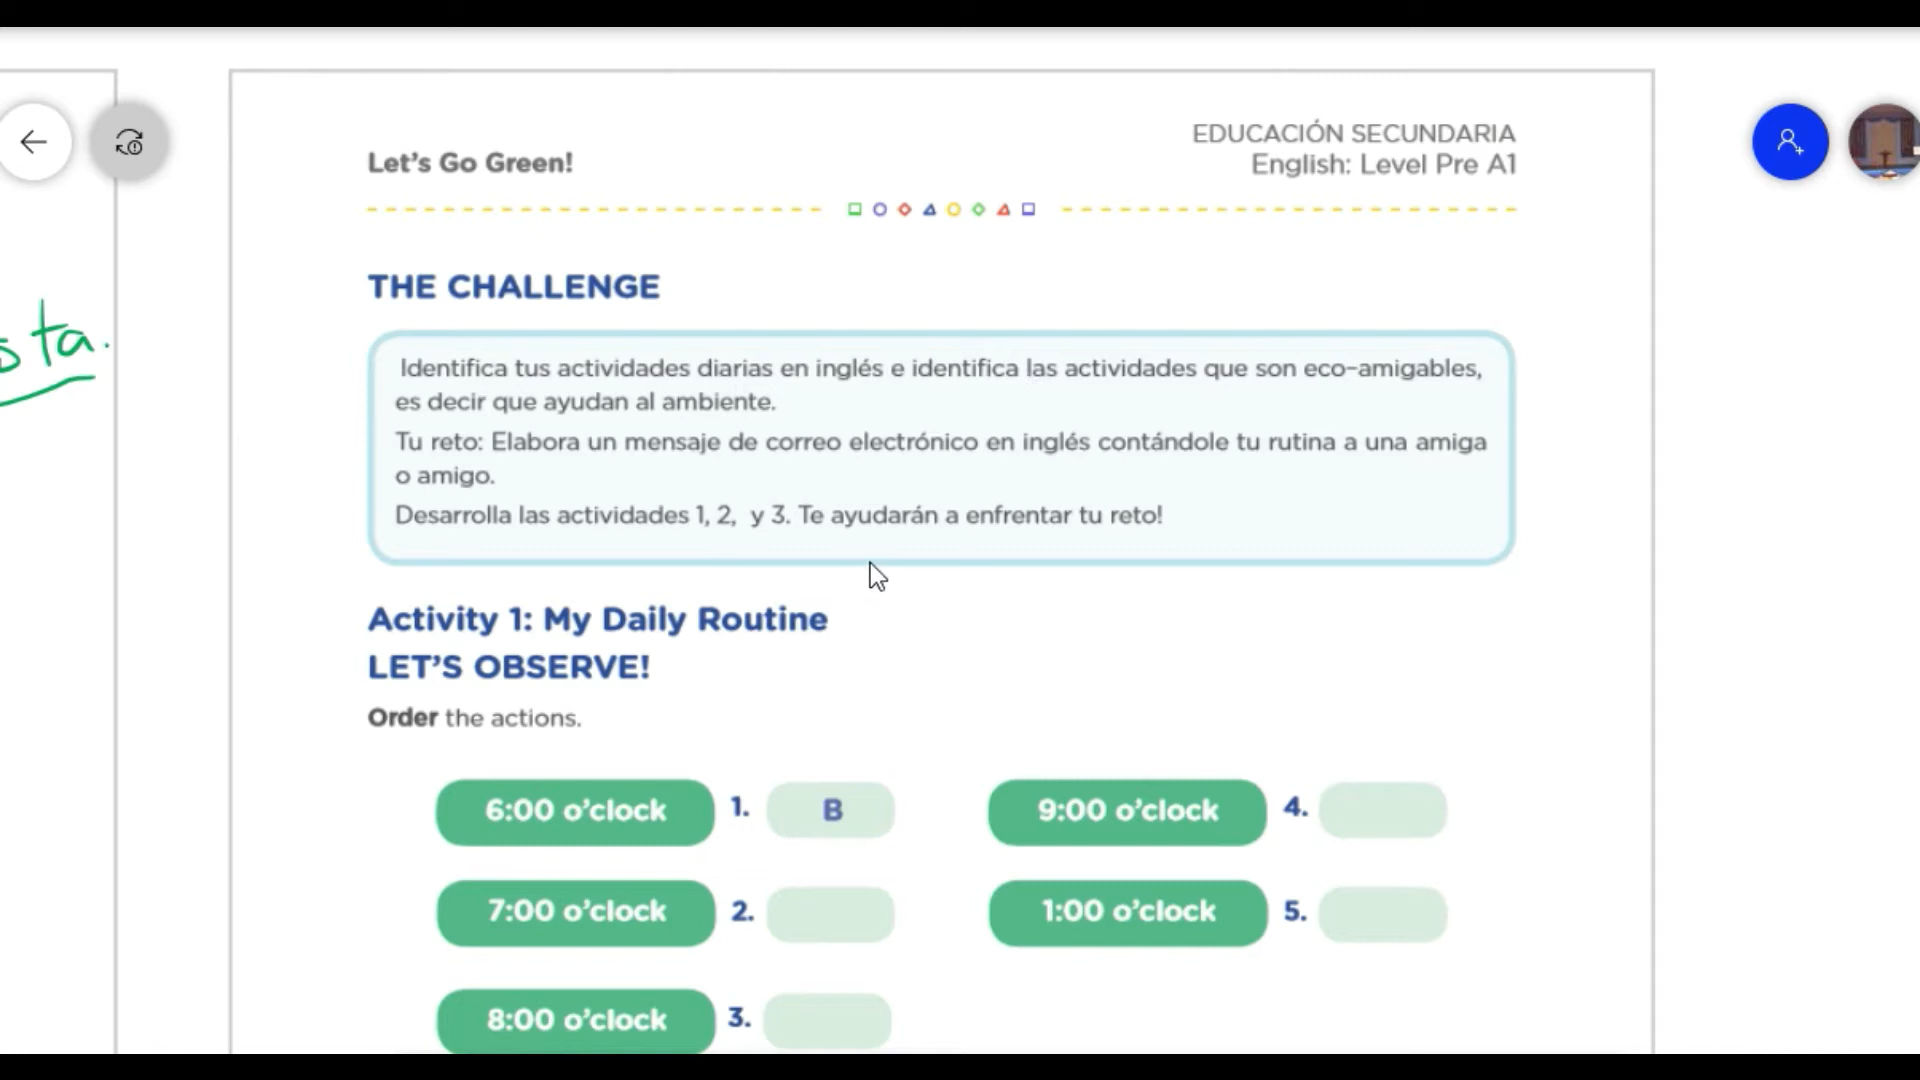 Let's Go Green!
EDUCACIÓN SECUNDARIA
English: Level Pre A1
THE CHALLENGE
Identifica tus actividades diarias en inglés e identifica las actividades que son eco-amigables,
es decir que ayudan al ambiente.
Tu reto: Elabora un mensaje de correo electrónico en inglés contándole tu rutina a una amiga
o amigo.
Desarrolla las actividades 1, 2, y 3. Te ayudarán a enfrentar tu reto!
Activity 1: My Daily Routine
LET'S OBSERVE!
Order the actions.
6:00 o'clock 1. B
9:00 o'clock 4.
7:00 o'clock 2.
1:00 o'clock 5.
8:00 o'clock 3.